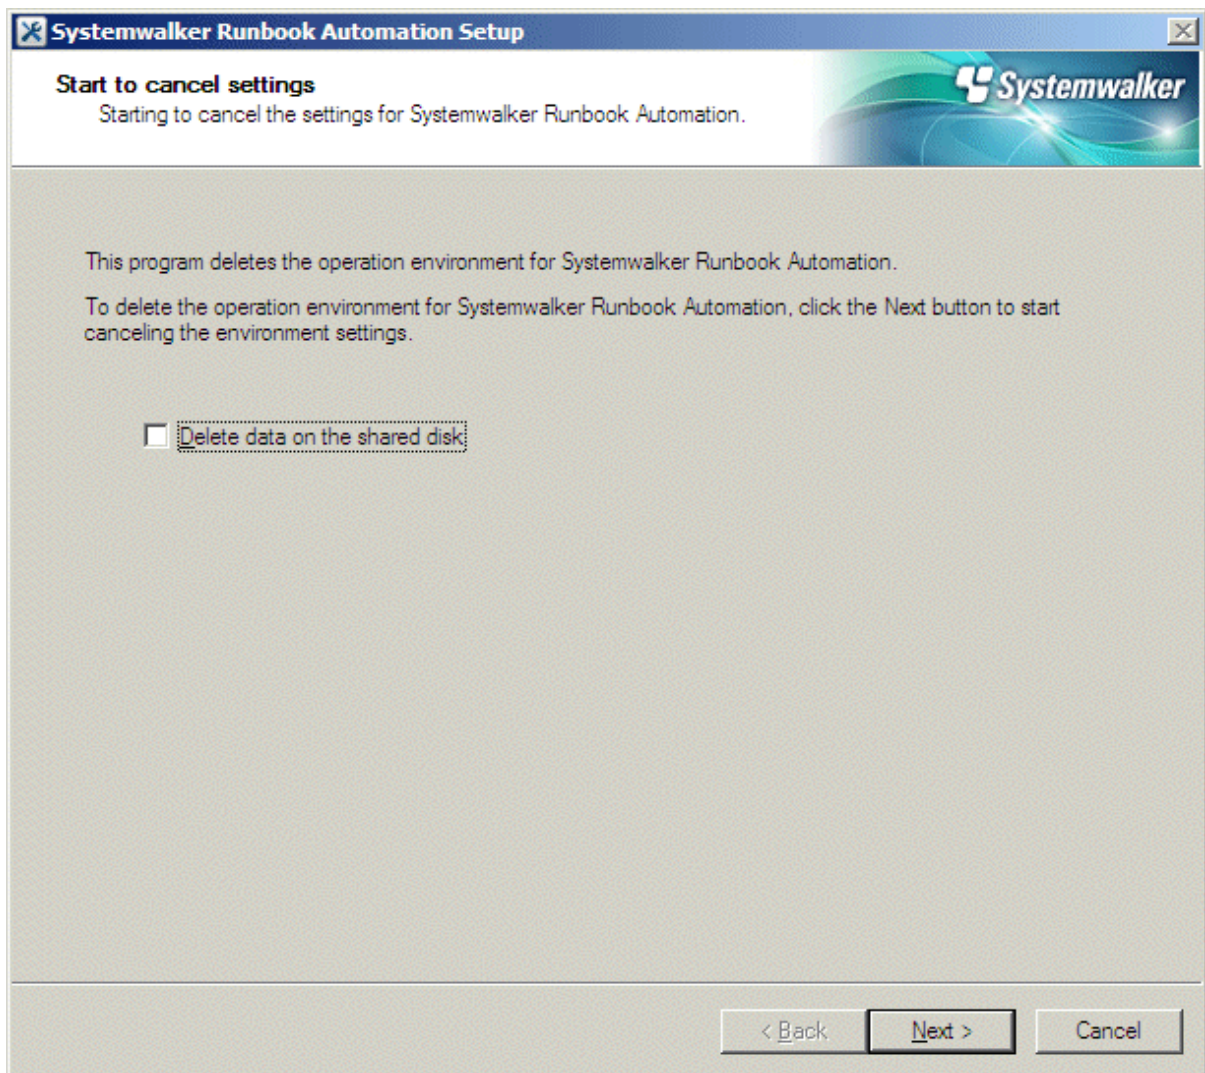 Systemwalker Runbook Automation Setup
Start to cancel settings
Starting to cancel the settings for Systemwalker Runbook Automation.
Systemwalker
This program deletes the operation environment for Systemwalker Runbook Automation.
To delete the operation environment for Systemwalker Runbook Automation, click the Next button to start
canceling the environment settings.
Delete data on the shared disk
< Back
Next >
Cancel